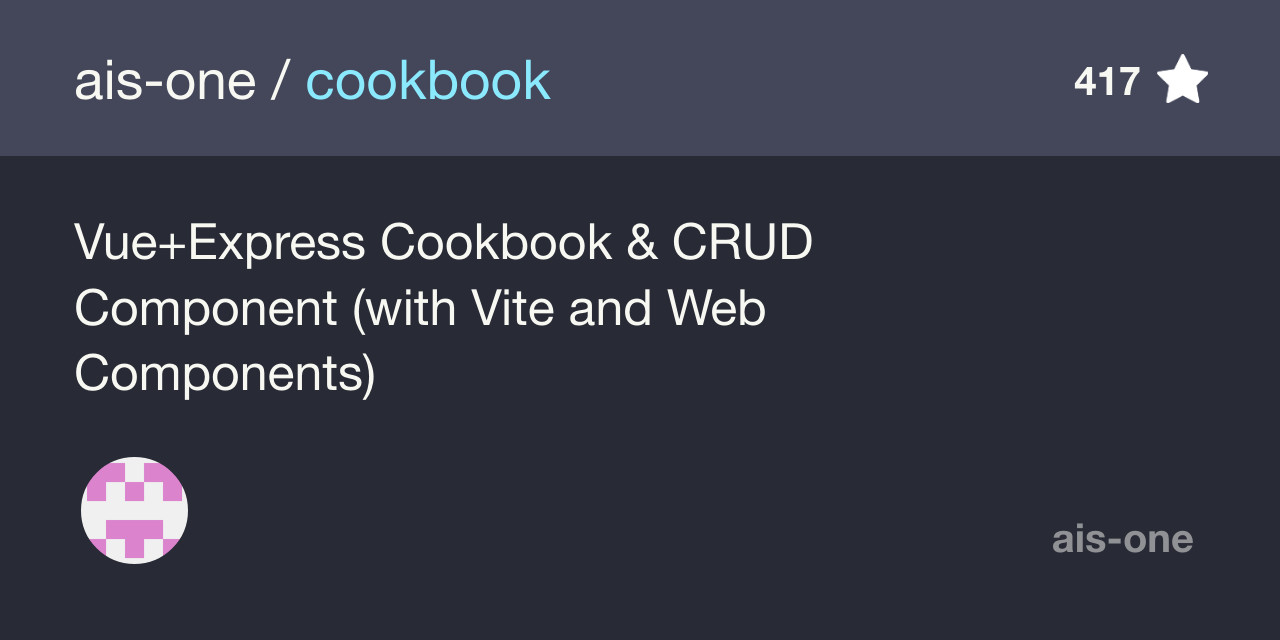 ais-one / cookbook
417
Vue+Express Cookbook & CRUD
Component (with Vite and Web
Components)
ais-one